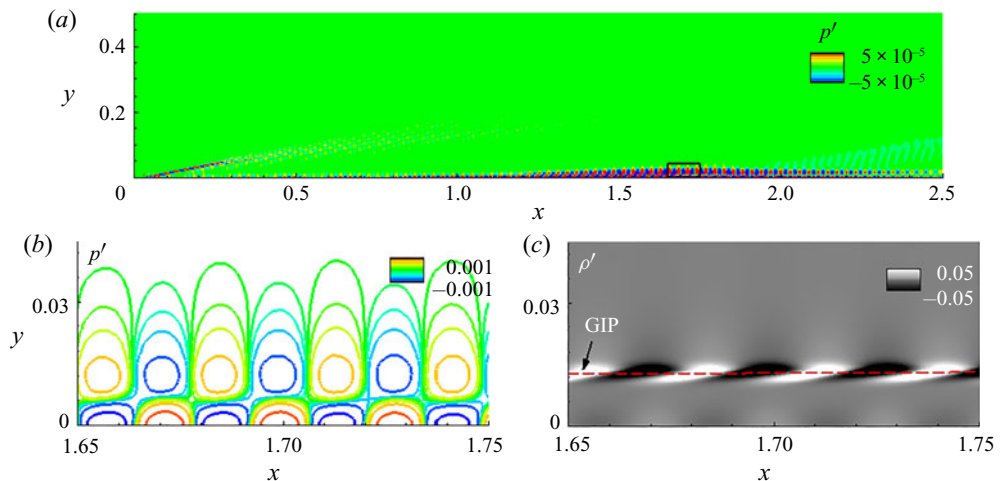 (a)
p′
5 × 10⁻⁵
−5 × 10⁻⁵
0.4
y
0.2
0 0.5 1.0 1.5 2.0 2.5
x
(b) (c)
p′
0.001
−0.001
0.03
y
0
1.65 1.70 1.75
x
ρ′
0.05
−0.05
0.03
GIP
0
1.65 1.70 1.75
x